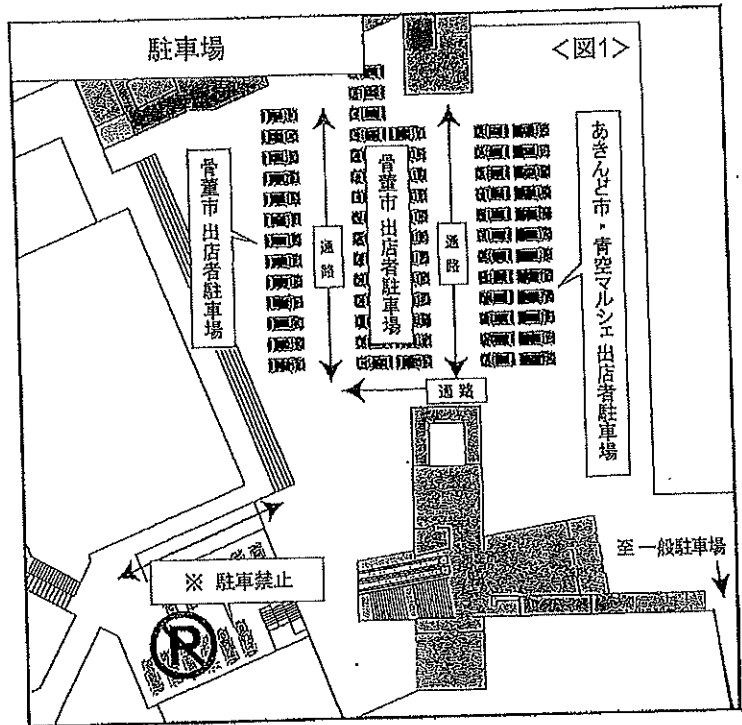 駐車場
<図1>
骨董市 出店者駐車場
通路
骨董市 出店者駐車場
通路
あきんど市・青空マルシェ 出店者駐車場
通路
至 一般駐車場
※ 駐車禁止
P